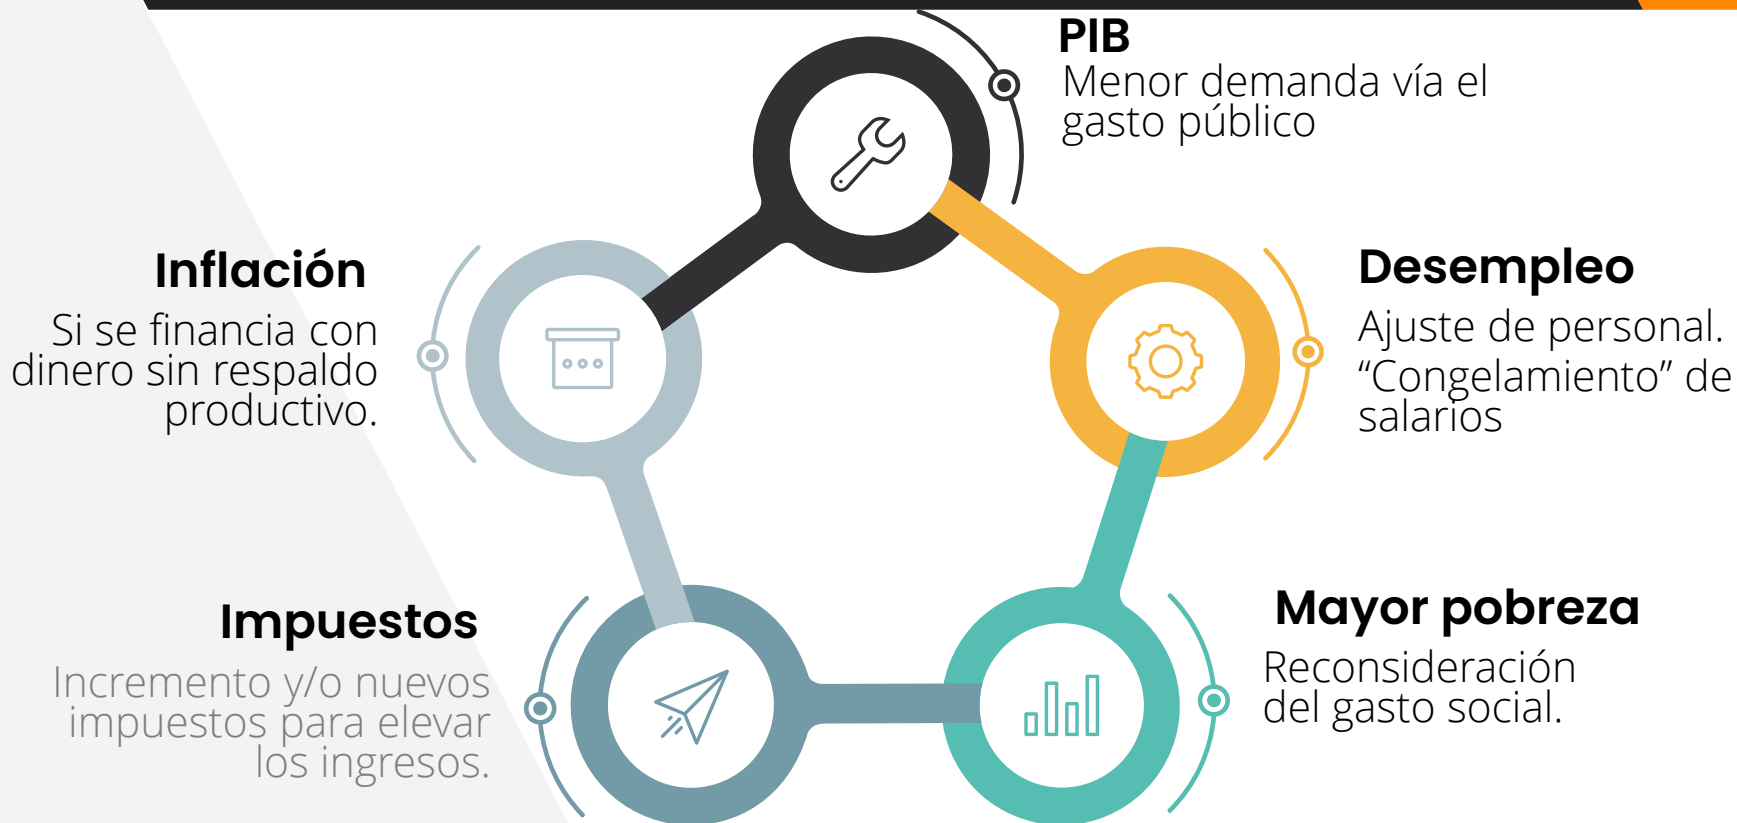 PIB
Menor demanda vía el
gasto público
Inflación
Si se financia con
dinero sin respaldo
productivo.
Desempleo
Ajuste de personal.
“Congelamiento” de
salarios
Impuestos
Incremento y/o nuevos
impuestos para elevar
los ingresos.
Mayor pobreza
Reconsideración
del gasto social.